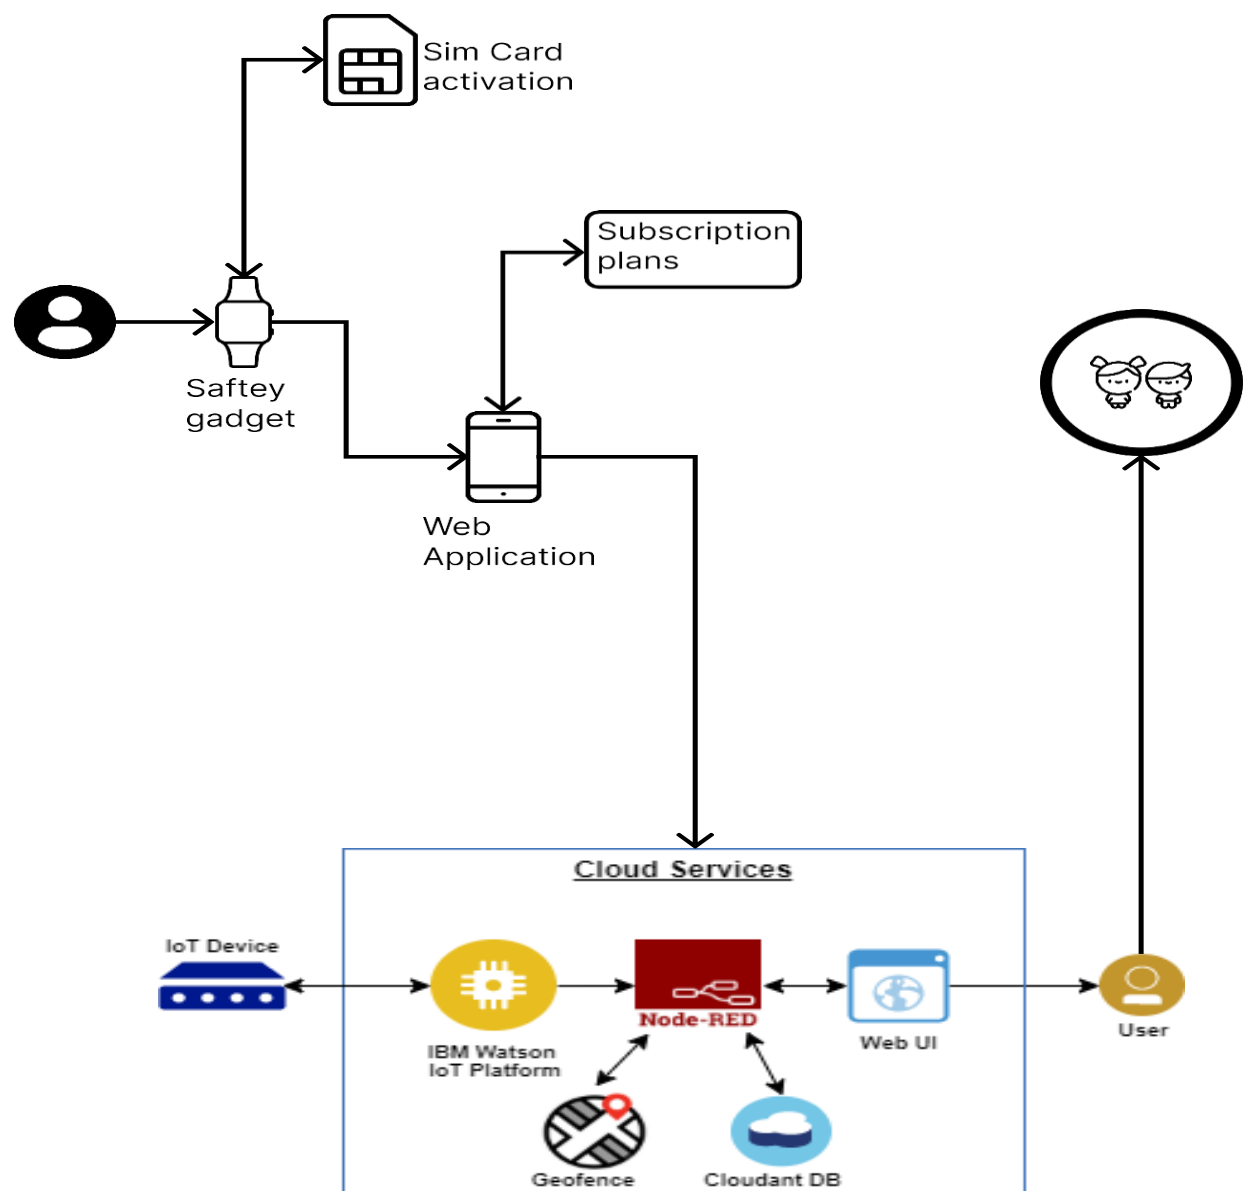 Sim Card
activation
Subscription
plans
Saftey
gadget
Web
Application
Cloud Services
IoT Device
Node-RED
IBM Watson
IoT Platform
Web UI
User
Geofence
Cloudant DB